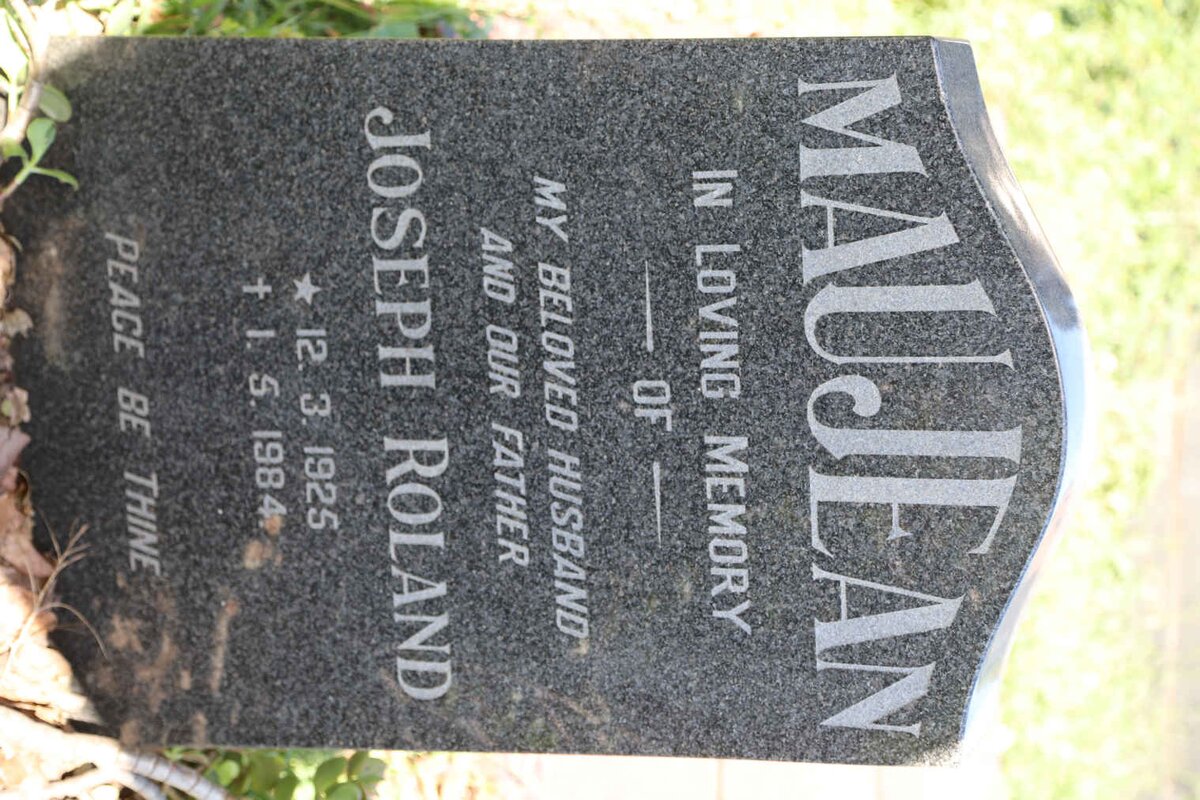 MAUJEAN
IN LOVING MEMORY
— OF —
MY BELOVED HUSBAND
AND OUR FATHER
JOSEPH ROLAND
★ 12. 3. 1925
† 1. 5. 1984
PEACE BE THINE